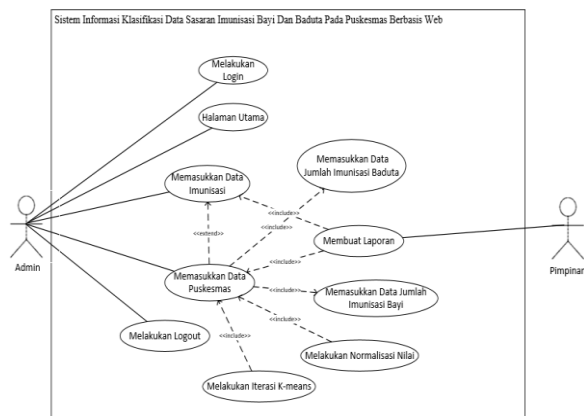 Sistem Informasi Klasifikasi Data Sasaran Imunisasi Bayi Dan Baduta Pada Puskesmas Berbasis Web
Melakukan
Login
Halaman Utama
Memasukkan Data
Jumlah Imunisasi Baduta
Memasukkan Data
Imunisasi
<<include>>
<<include>>
<<extend>>
Membuat Laporan
Admin
Pimpinan
<<include>>
Memasukkan Data
Puskesmas
<<include>>
Memasukkan Data Jumlah
Imunisasi Bayi
<<include>>
Melakukan Logout
<<include>>
Melakukan Normalisasi Nilai
Melakukan Iterasi K-means